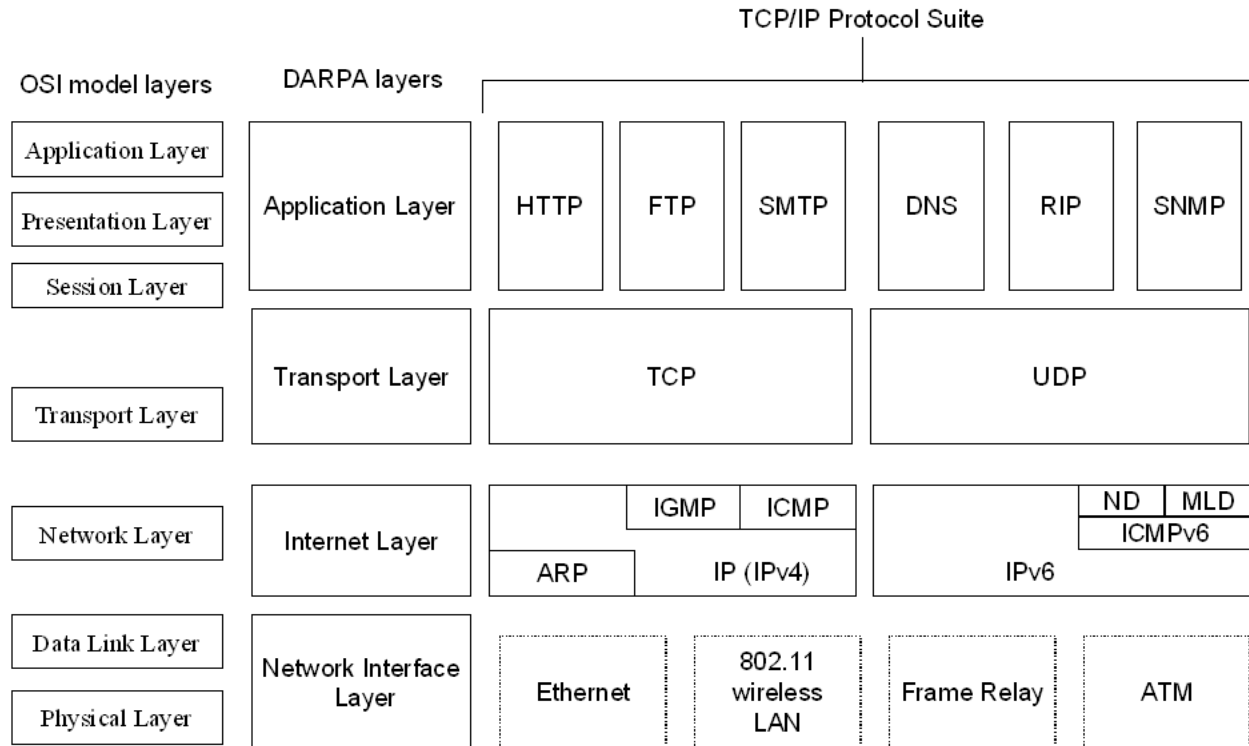 TCP/IP Protocol Suite
OSI model layers
DARPA layers
Application Layer
Presentation Layer
Session Layer
Application Layer
HTTP
FTP
SMTP
DNS
RIP
SNMP
Transport Layer
Transport Layer
TCP
UDP
Network Layer
Internet Layer
IGMP
ICMP
ARP
IP (IPv4)
ND
MLD
ICMPv6
IPv6
Data Link Layer
Physical Layer
Network Interface
Layer
Ethernet
802.11
wireless
LAN
Frame Relay
ATM